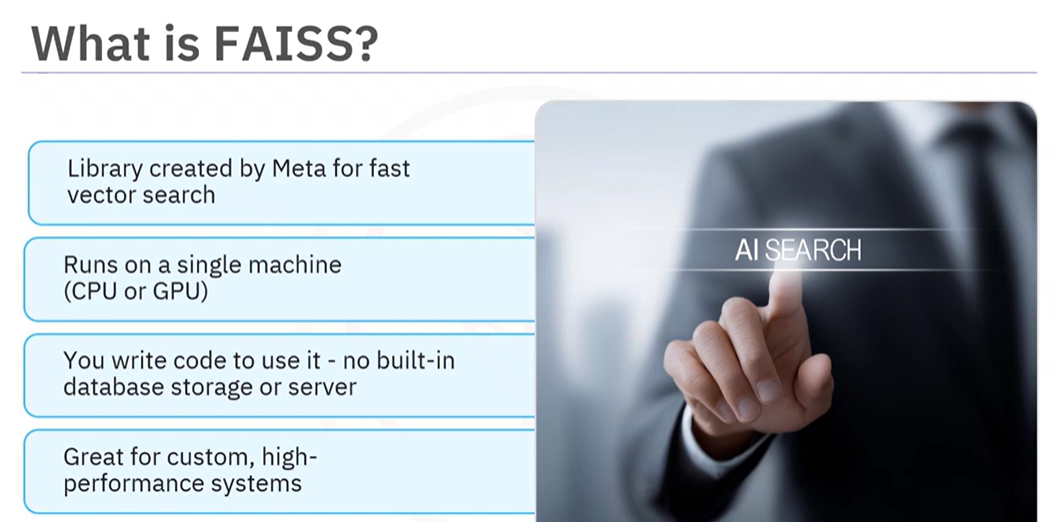 What is FAISS?
Library created by Meta for fast
vector search
Runs on a single machine
(CPU or GPU)
You write code to use it - no built-in
database storage or server
Great for custom, high-
performance systems
AI SEARCH